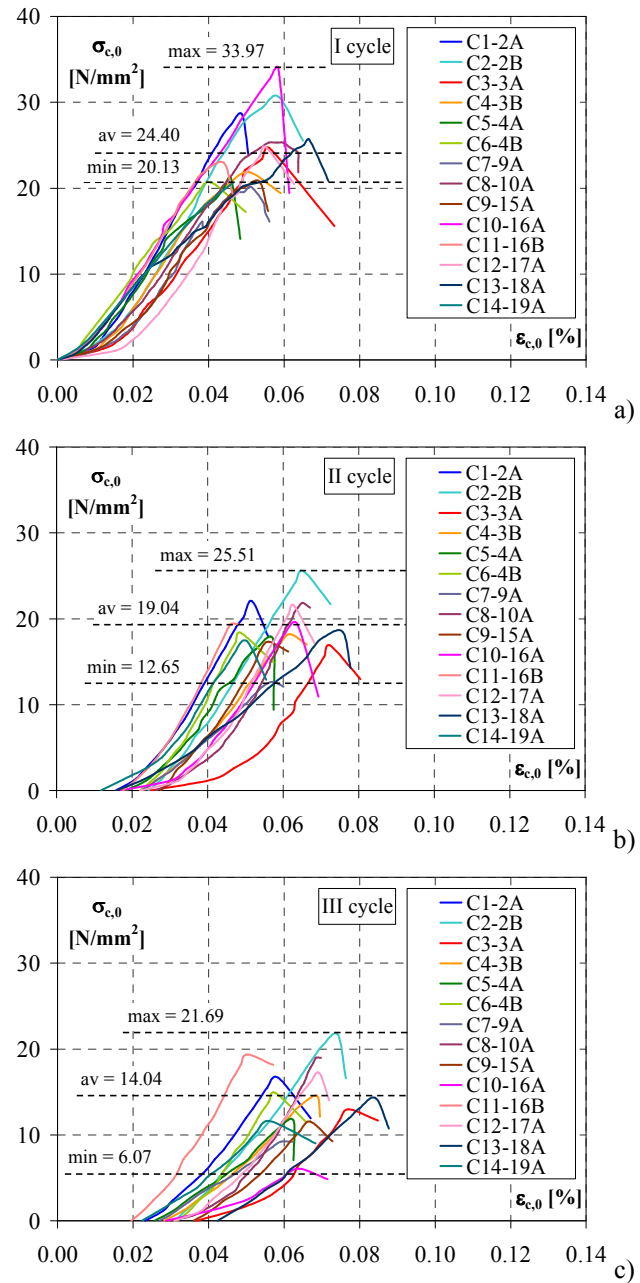 40
σc,0
[N/mm²]
max = 33.97
I cycle
30
av = 24.40
min = 20.13
20
10
0
0.00 0.02 0.04 0.06 0.08 0.10 0.12 0.14
εc,0 [%]
C1-2A
C2-2B
C3-3A
C4-3B
C5-4A
C6-4B
C7-9A
C8-10A
C9-15A
C10-16A
C11-16B
C12-17A
C13-18A
C14-19A
a)
40
σc,0
[N/mm²]
II cycle
30
max = 25.51
av = 19.04
20
min = 12.65
10
0
0.00 0.02 0.04 0.06 0.08 0.10 0.12 0.14
εc,0 [%]
C1-2A
C2-2B
C3-3A
C4-3B
C5-4A
C6-4B
C7-9A
C8-10A
C9-15A
C10-16A
C11-16B
C12-17A
C13-18A
C14-19A
b)
40
σc,0
[N/mm²]
III cycle
30
max = 21.69
20
av = 14.04
10
min = 6.07
0
0.00 0.02 0.04 0.06 0.08 0.10 0.12 0.14
εc,0 [%]
C1-2A
C2-2B
C3-3A
C4-3B
C5-4A
C6-4B
C7-9A
C8-10A
C9-15A
C10-16A
C11-16B
C12-17A
C13-18A
C14-19A
c)